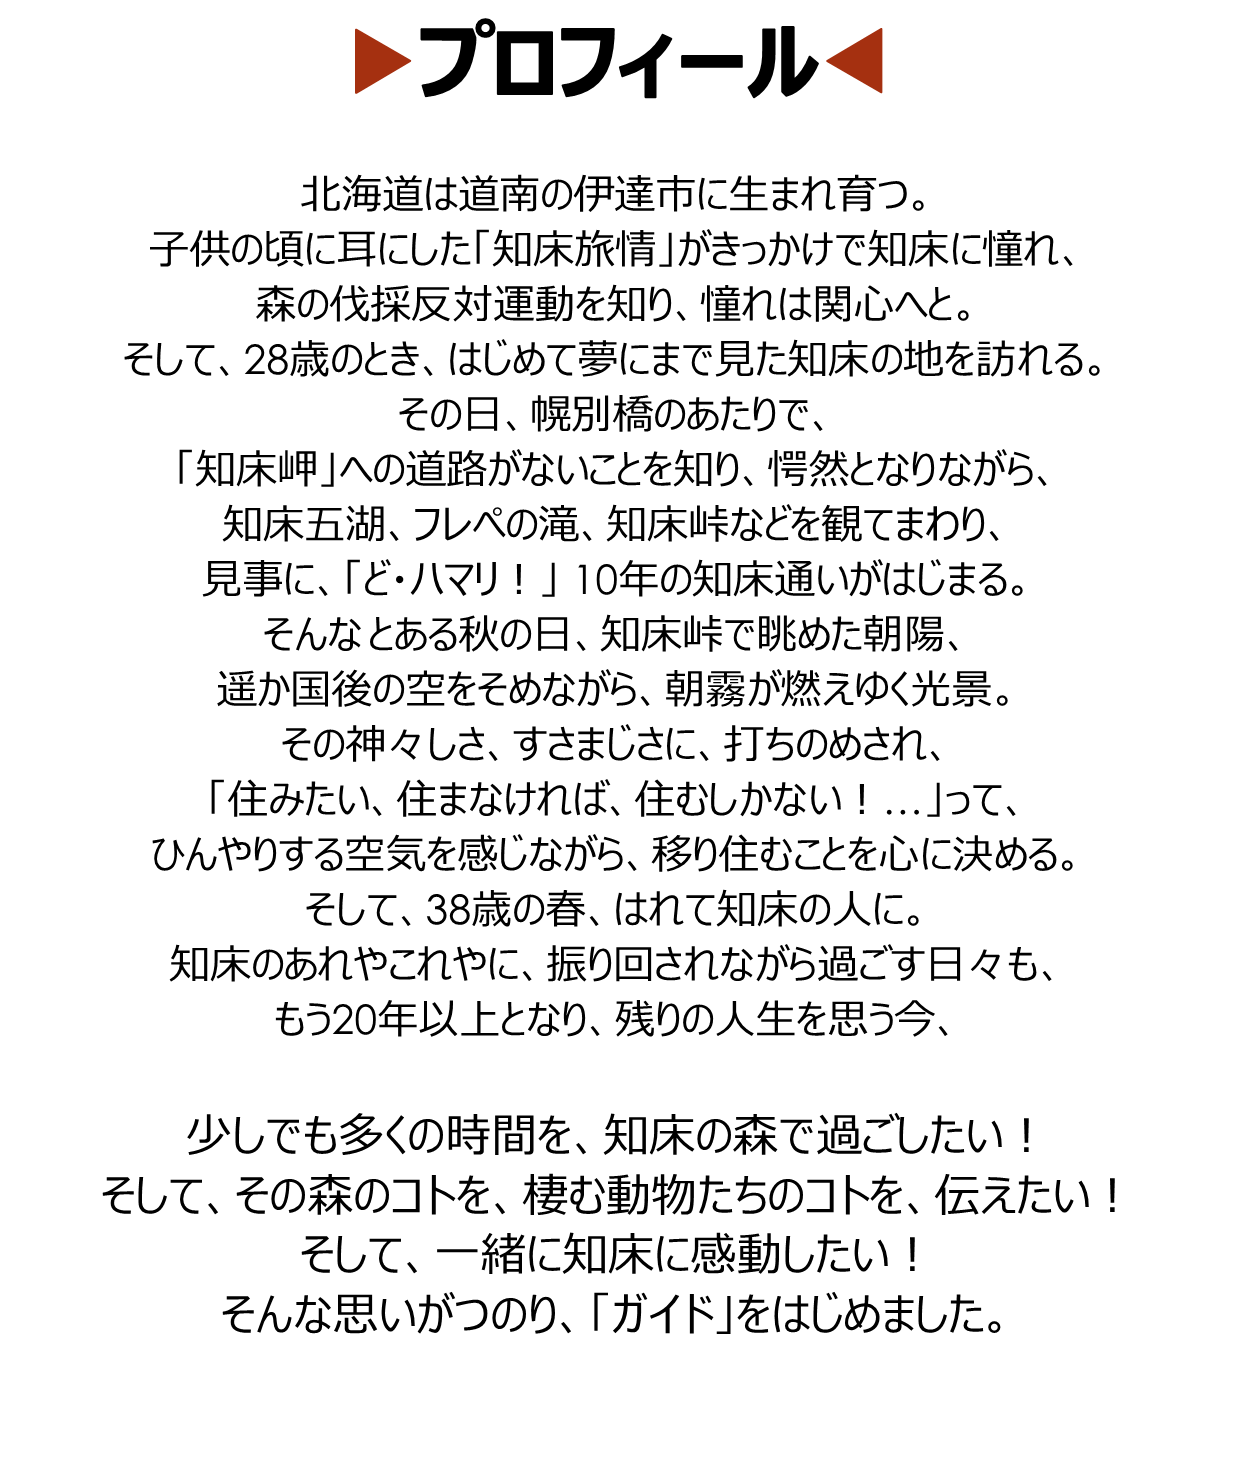 プロフィール
北海道は道南の伊達市に生まれ育つ。
子供の頃に耳にした「知床旅情」がきっかけで知床に憧れ、
森の伐採反対運動を知り、憧れは関心へと。
そして、28歳のとき、はじめて夢にまで見た知床の地を訪れる。
その日、幌別橋のあたりで、
「知床岬」への道路がないことを知り、愕然となりながら、
知床五湖、フレペの滝、知床峠などを観てまわり、
見事に、「ど・ハマリ！」10年の知床通いがはじまる。
そんなとある秋の日、知床峠で眺めた朝陽、
遥か国後の空をそめながら、朝霧が燃えゆく光景。
その神々しさ、すさまじさに、打ちのめされ、
「住みたい、住まなければ、住むしかない！…」って、
ひんやりする空気を感じながら、移り住むことを心に決める。
そして、38歳の春、はれて知床の人に。
知床のあれやこれやに、振り回されながら過ごす日々も、
もう20年以上となり、残りの人生を思う今、
少しでも多くの時間を、知床の森で過ごしたい！
そして、その森のコトを、棲む動物たちのコトを、伝えたい！
そして、一緒に知床に感動したい！
そんな思いがつのり、「ガイド」をはじめました。